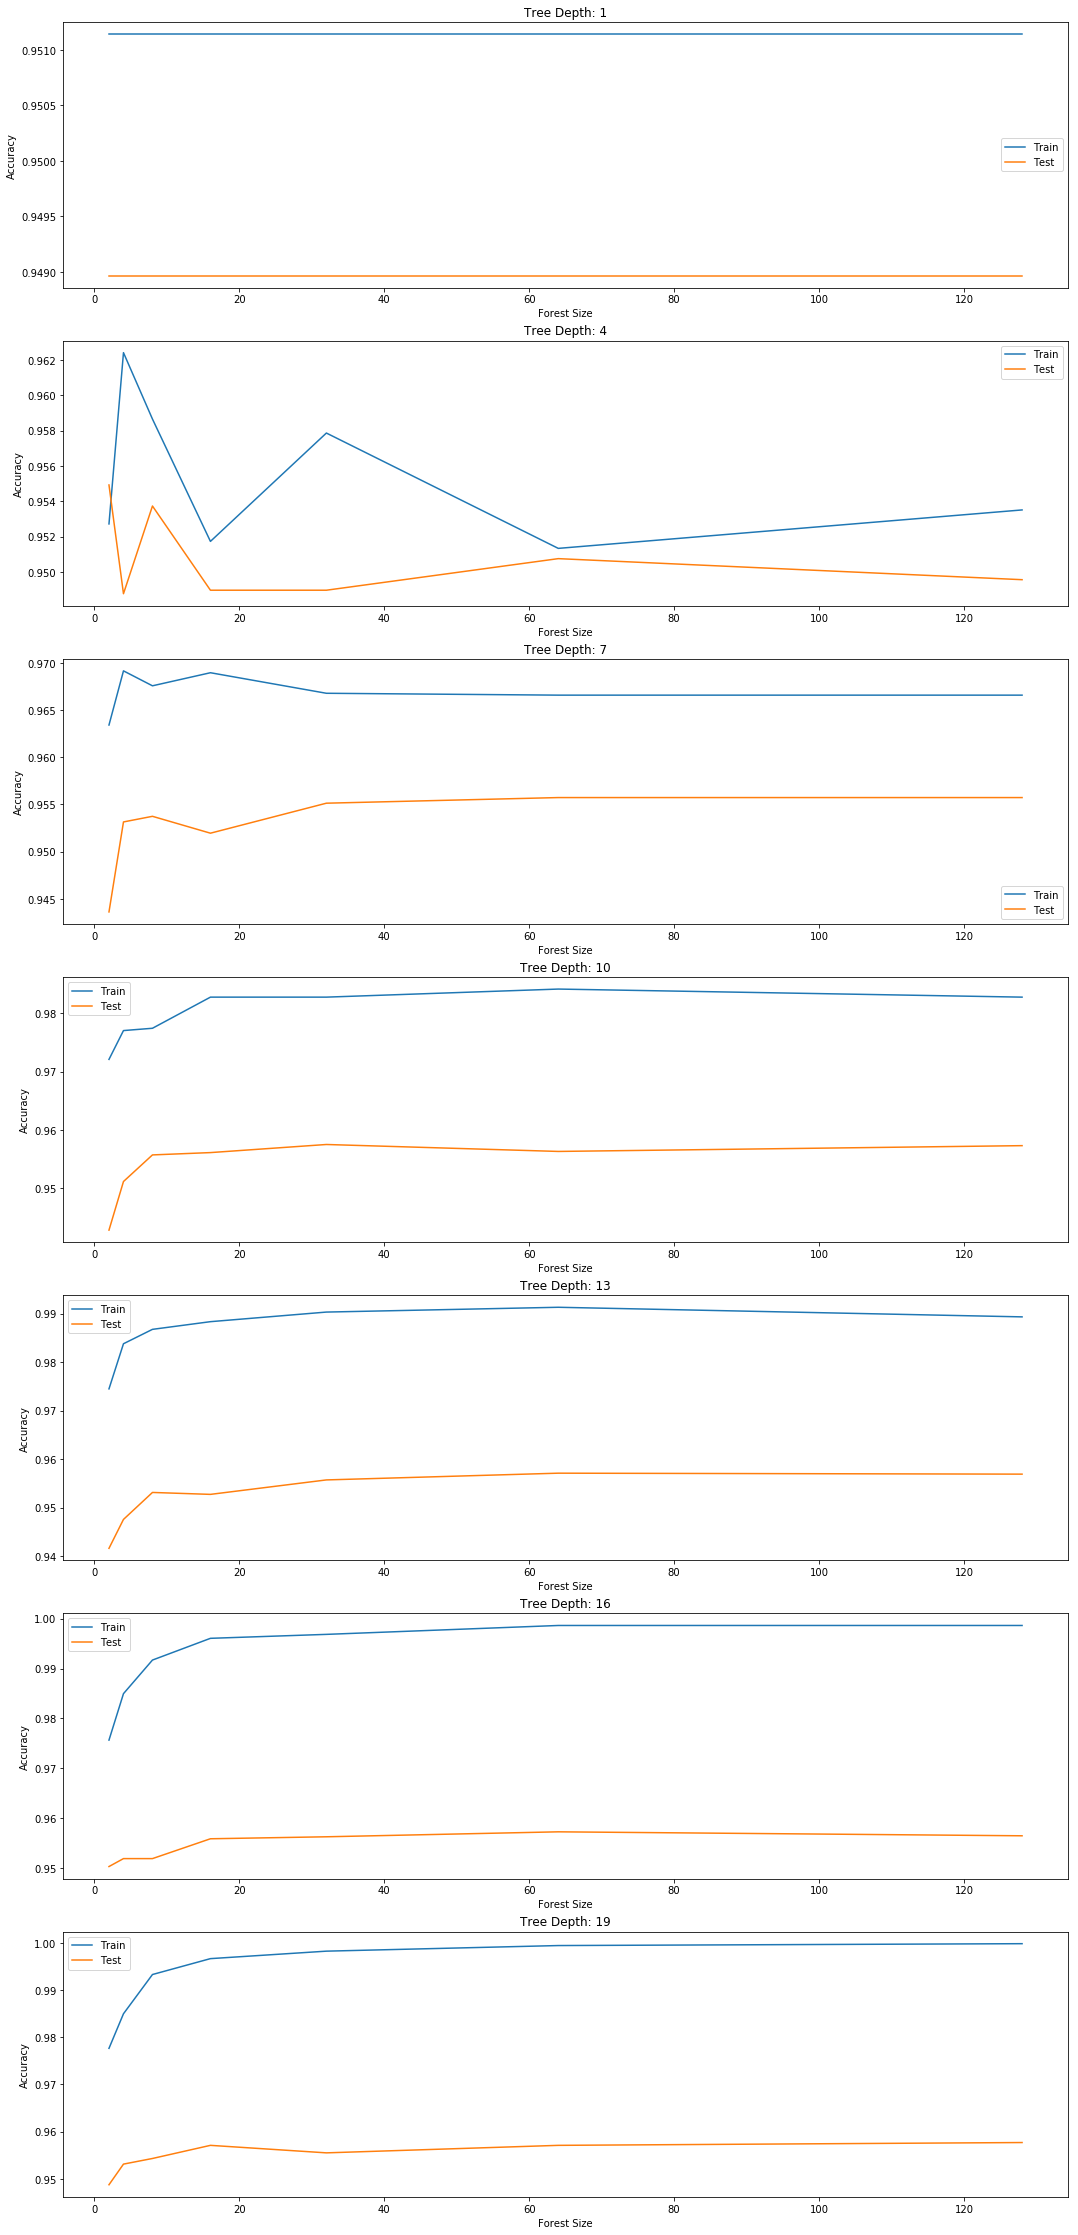 Tree Depth: 1
0.9510
0.9505
0.9500
0.9495
0.9490
Accuracy
Train
Test
0 20 40 60 80 100 120
Forest Size
Tree Depth: 4
0.962
0.960
0.958
0.956
0.954
0.952
0.950
Accuracy
Train
Test
0 20 40 60 80 100 120
Forest Size
Tree Depth: 7
0.970
0.965
0.960
0.955
0.950
0.945
Accuracy
Train
Test
0 20 40 60 80 100 120
Forest Size
Tree Depth: 10
Train
Test
0.98
0.97
0.96
0.95
Accuracy
0 20 40 60 80 100 120
Forest Size
Tree Depth: 13
Train
Test
0.99
0.98
0.97
0.96
0.95
0.94
Accuracy
0 20 40 60 80 100 120
Forest Size
Tree Depth: 16
Train
Test
1.00
0.99
0.98
0.97
0.96
0.95
Accuracy
0 20 40 60 80 100 120
Forest Size
Tree Depth: 19
Train
Test
1.00
0.99
0.98
0.97
0.96
0.95
Accuracy
0 20 40 60 80 100 120
Forest Size